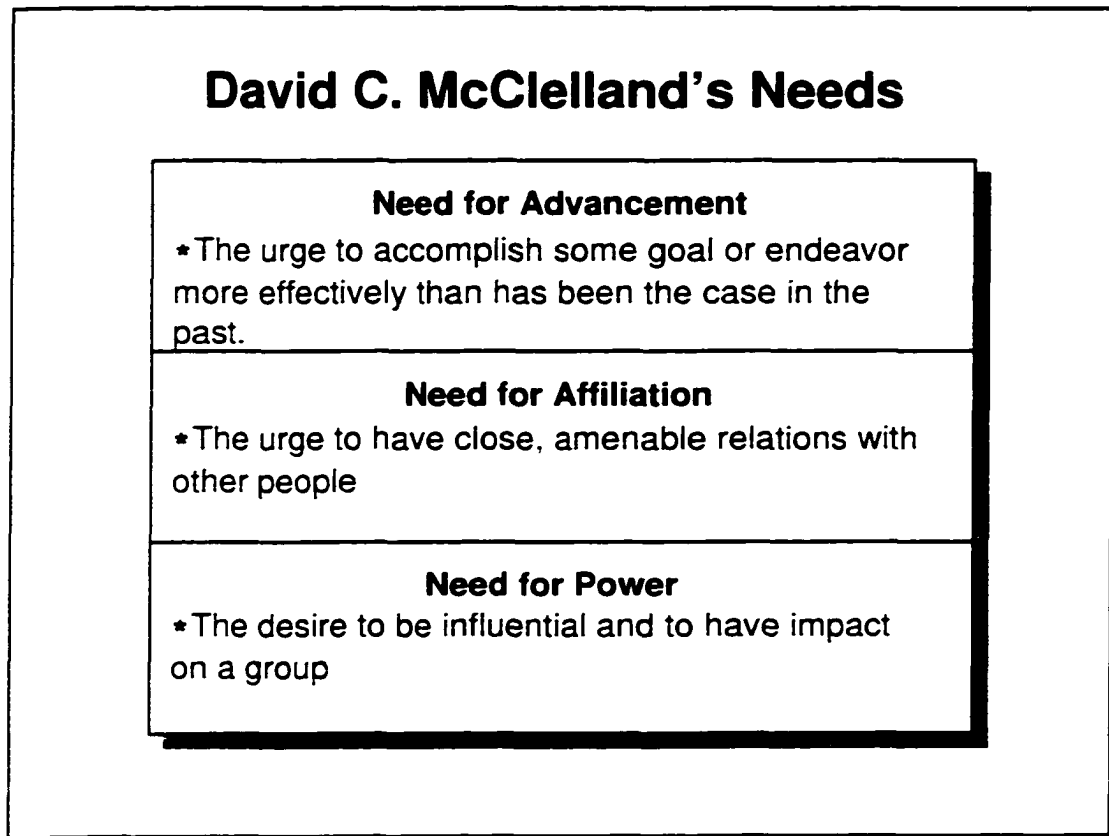 David C. McClelland's Needs
Need for Advancement
*The urge to accomplish some goal or endeavor
more effectively than has been the case in the
past.
Need for Affiliation
*The urge to have close, amenable relations with
other people
Need for Power
*The desire to be influential and to have impact
on a group